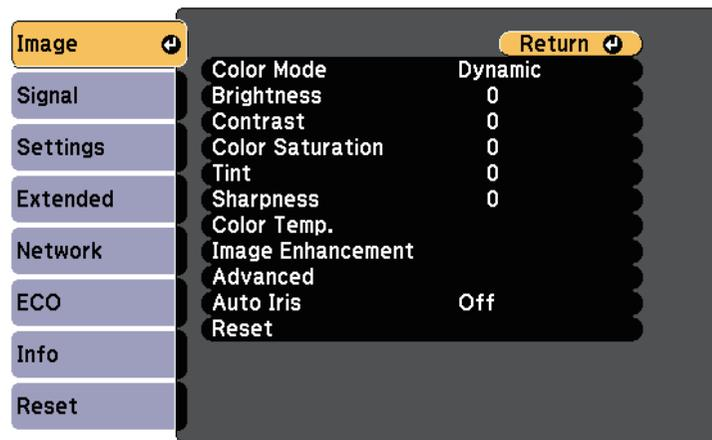 Image
Signal
Settings
Extended
Network
ECO
Info
Reset
Return
Color Mode Dynamic
Brightness 0
Contrast 0
Color Saturation 0
Tint 0
Sharpness 0
Color Temp.
Image Enhancement
Advanced
Auto Iris Off
Reset